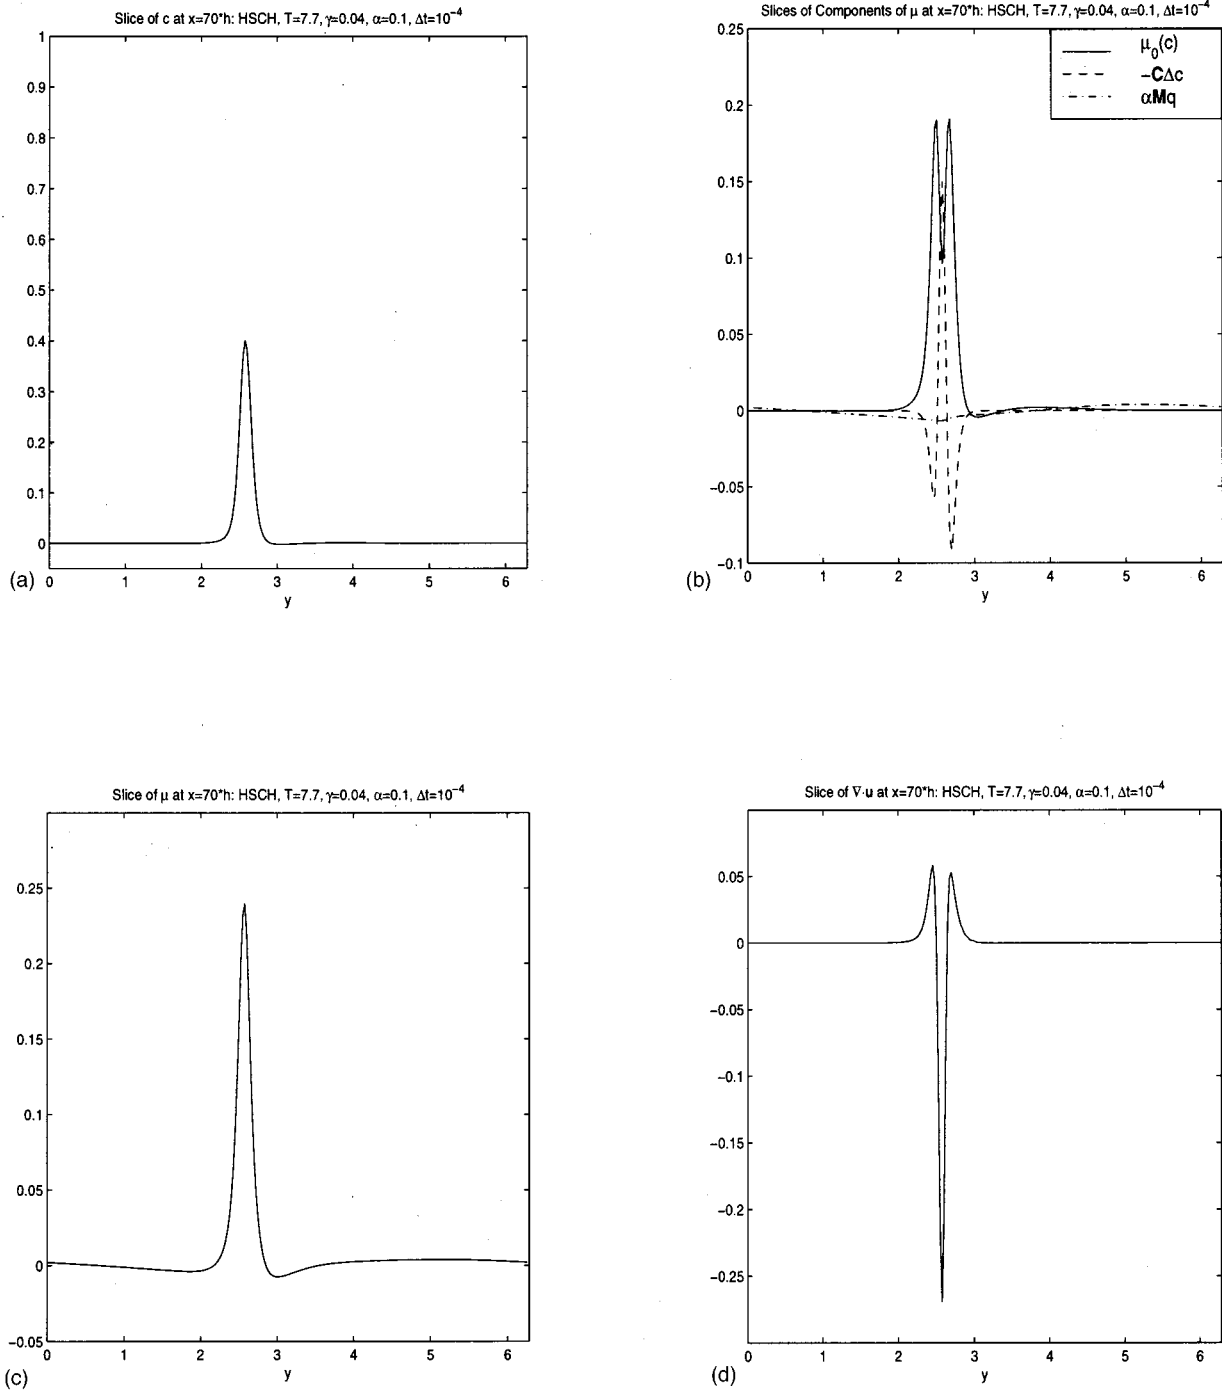 Slice of c at x=70*h: HSCH, T=7.7, γ=0.04, α=0.1, Δt=10⁻⁴
1
0.9
0.8
0.7
0.6
0.5
0.4
0.3
0.2
0.1
0
0 1 2 3 4 5 6
y
(a)
Slices of Components of μ at x=70*h: HSCH, T=7.7, γ=0.04, α=0.1, Δt=10⁻⁴
μ₀(c)
-CΔc
αMq
0.25
0.2
0.15
0.1
0.05
0
-0.05
-0.1
0 1 2 3 4 5 6
y
(b)
Slice of μ at x=70*h: HSCH, T=7.7, γ=0.04, α=0.1, Δt=10⁻⁴
0.25
0.2
0.15
0.1
0.05
0
-0.05
0 1 2 3 4 5 6
y
(c)
Slice of ∇·u at x=70*h: HSCH, T=7.7, γ=0.04, α=0.1, Δt=10⁻⁴
0.05
0
-0.05
-0.1
-0.15
-0.2
-0.25
0 1 2 3 4 5 6
y
(d)